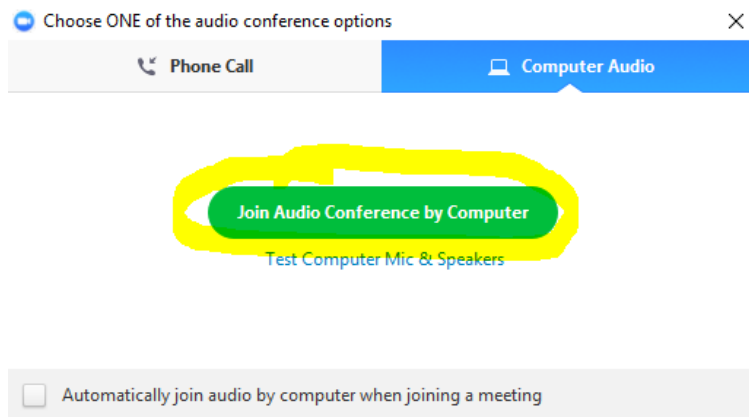 Choose ONE of the audio conference options
Phone Call
Computer Audio
Join Audio Conference by Computer
Test Computer Mic & Speakers
Automatically join audio by computer when joining a meeting